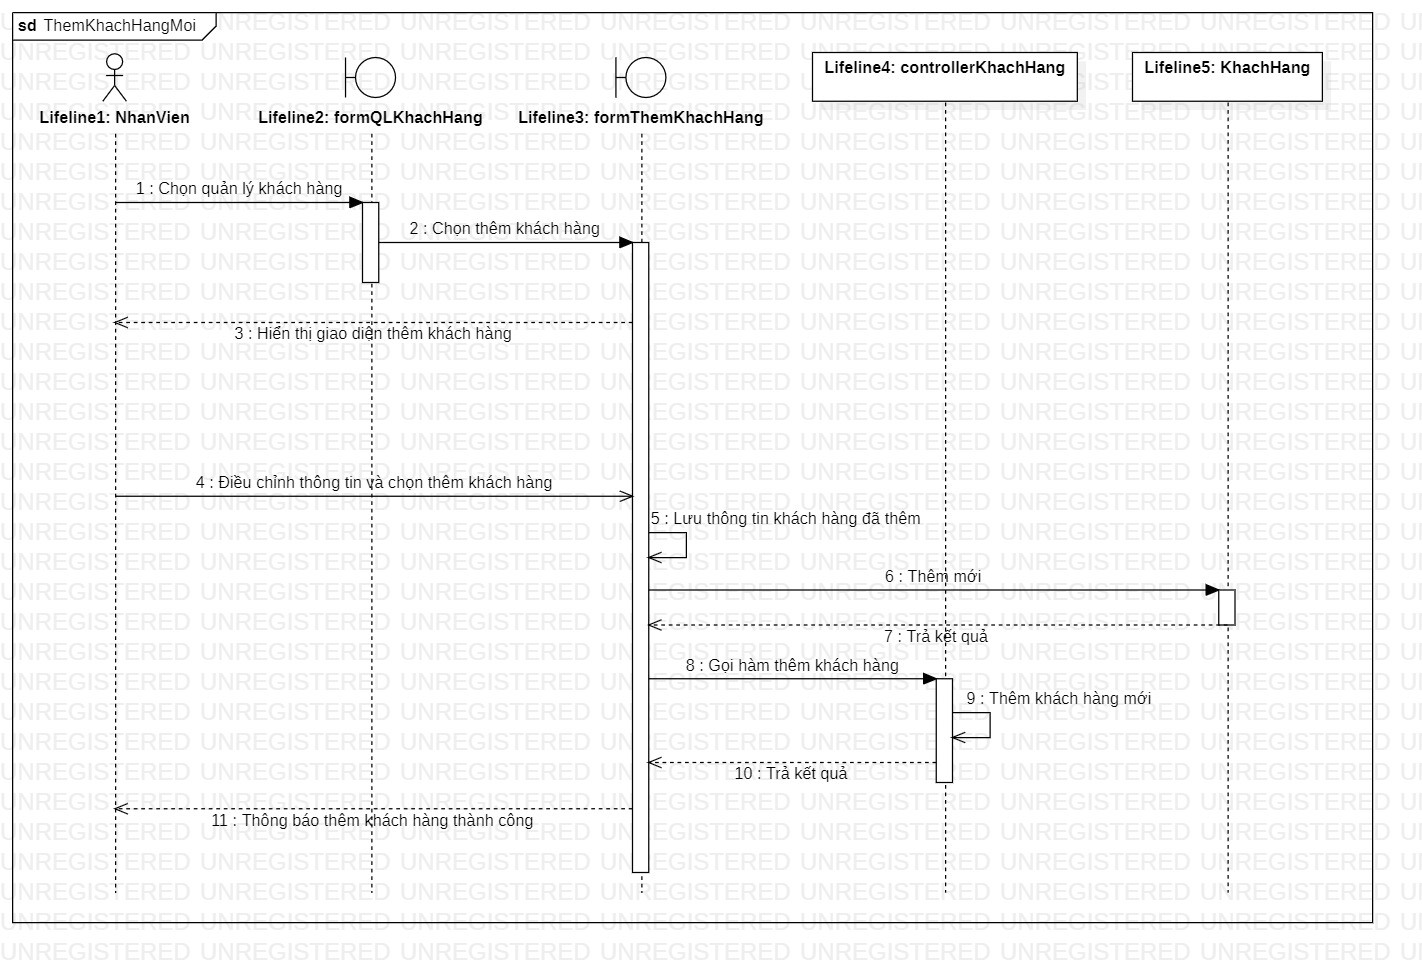 sd ThemKhachHangMoi
Lifeline1: NhanVien
Lifeline2: formQLKhachHang
Lifeline3: formThemKhachHang
Lifeline4: controllerKhachHang
Lifeline5: KhachHang
1 : Chọn quản lý khách hàng
2 : Chọn thêm khách hàng
3 : Hiển thị giao diện thêm khách hàng
4 : Điều chỉnh thông tin và chọn thêm khách hàng
5 : Lưu thông tin khách hàng đã thêm
6 : Thêm mới
7 : Trả kết quả
8 : Gọi hàm thêm khách hàng
9 : Thêm khách hàng mới
10 : Trả kết quả
11 : Thông báo thêm khách hàng thành công
UNREGISTERED